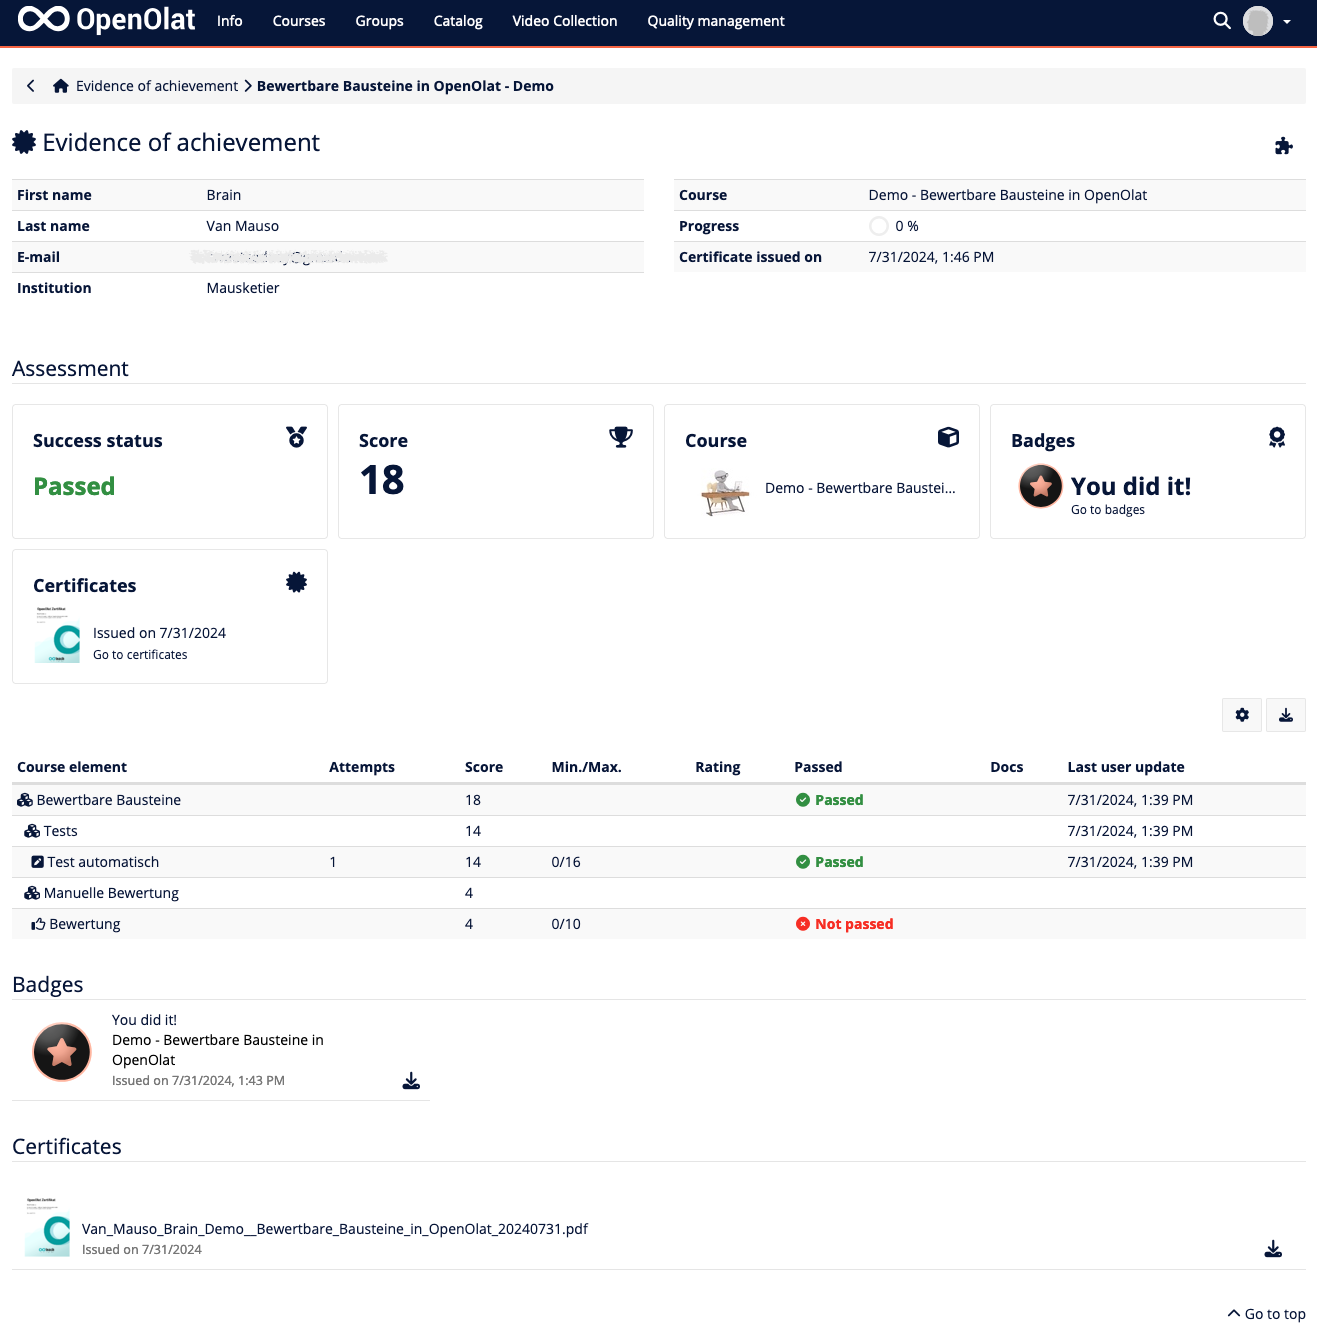 OpenOlat Info Courses Groups Catalog Video Collection Quality management
Evidence of achievement Bewertbare Bausteine in OpenOlat - Demo
Evidence of achievement
First name Brain
Last name Van Mauso
E-mail
Institution Mausketier
Course Demo - Bewertbare Bausteine in OpenOlat
Progress 0 %
Certificate issued on 7/31/2024, 1:46 PM
Assessment
Success status
Passed
Score
18
Course
Demo - Bewertbare Baustei...
Badges
You did it!
Go to badges
Certificates
Issued on 7/31/2024
Go to certificates
Course element Attempts Score Min./Max. Rating Passed Docs Last user update
Bewertbare Bausteine 18 Passed 7/31/2024, 1:39 PM
Tests 14 7/31/2024, 1:39 PM
Test automatisch 1 14 0/16 Passed 7/31/2024, 1:39 PM
Manuelle Bewertung 4
Bewertung 4 0/10 Not passed
Badges
You did it!
Demo - Bewertbare Bausteine in
OpenOlat
Issued on 7/31/2024, 1:43 PM
Certificates
Van_Mauso_Brain_Demo__Bewertbare_Bausteine_in_OpenOlat_20240731.pdf
Issued on 7/31/2024
Go to top